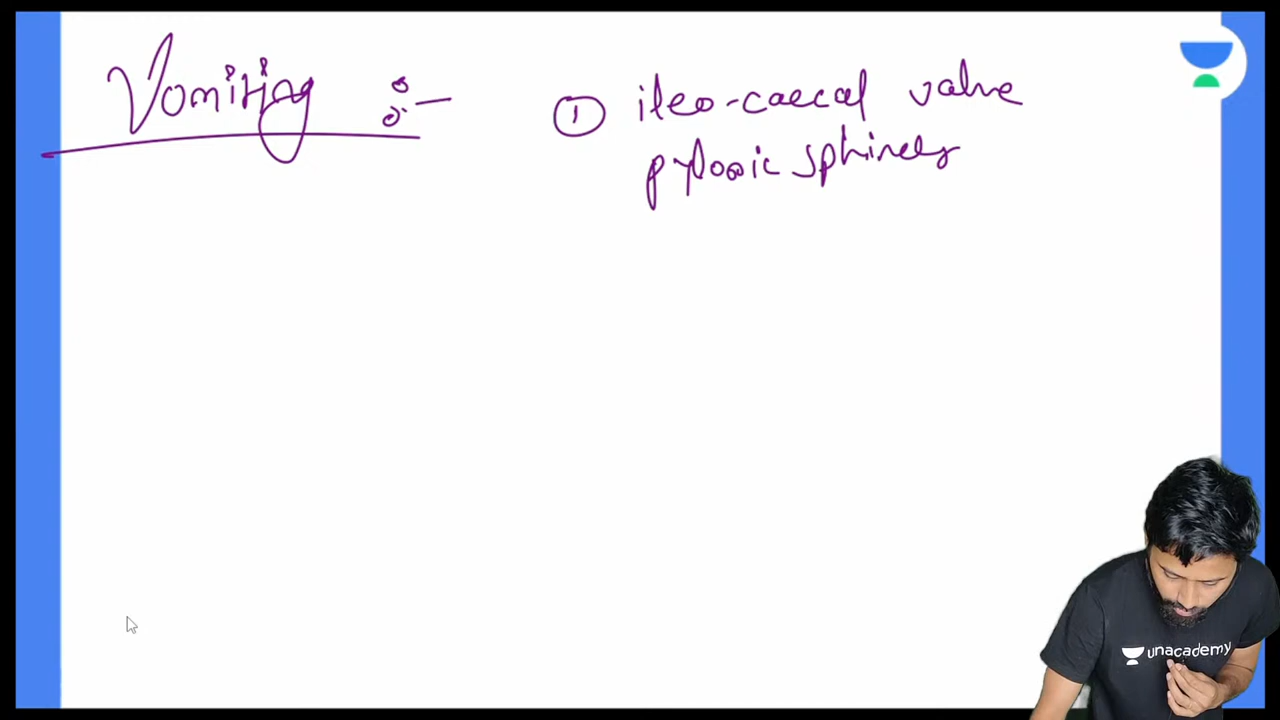 Vomiting :-
① ileo-caecal valve
pyloric sphincter
unacademy